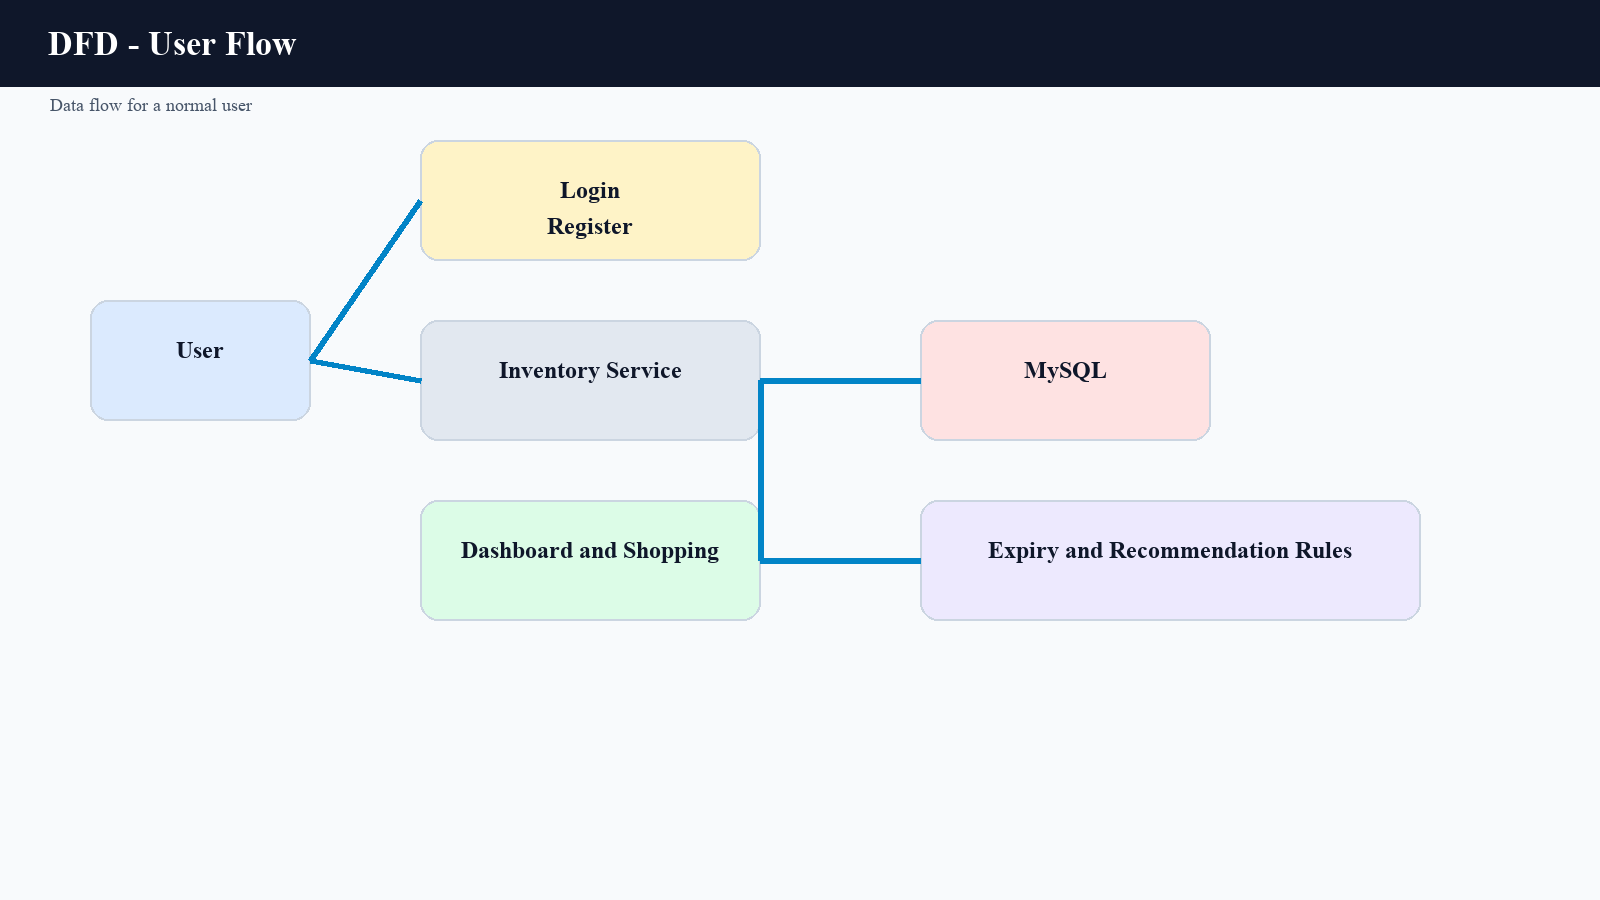 DFD - User Flow
Data flow for a normal user
Login
Register
User
Inventory Service
MySQL
Dashboard and Shopping
Expiry and Recommendation Rules